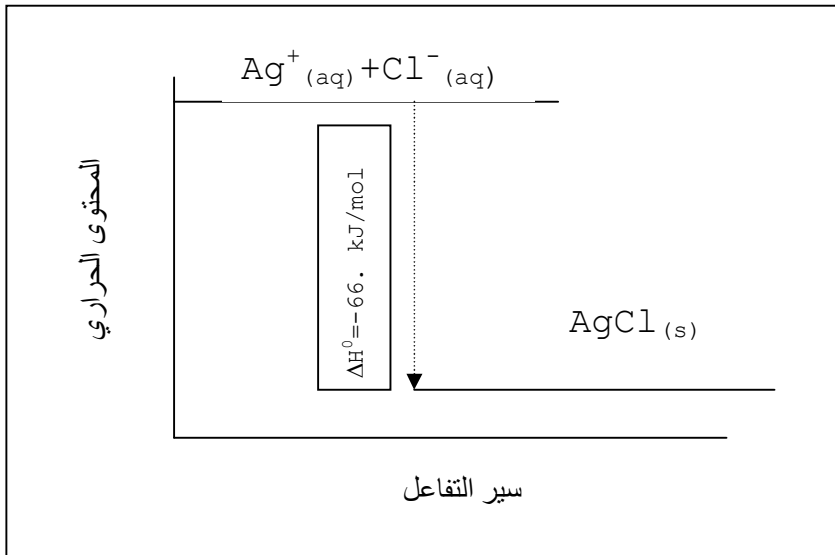 Ag⁺(aq)+Cl⁻(aq)
المحتوى الحراري
ΔH⁰=-66. kJ/mol
AgCl(s)
سير التفاعل